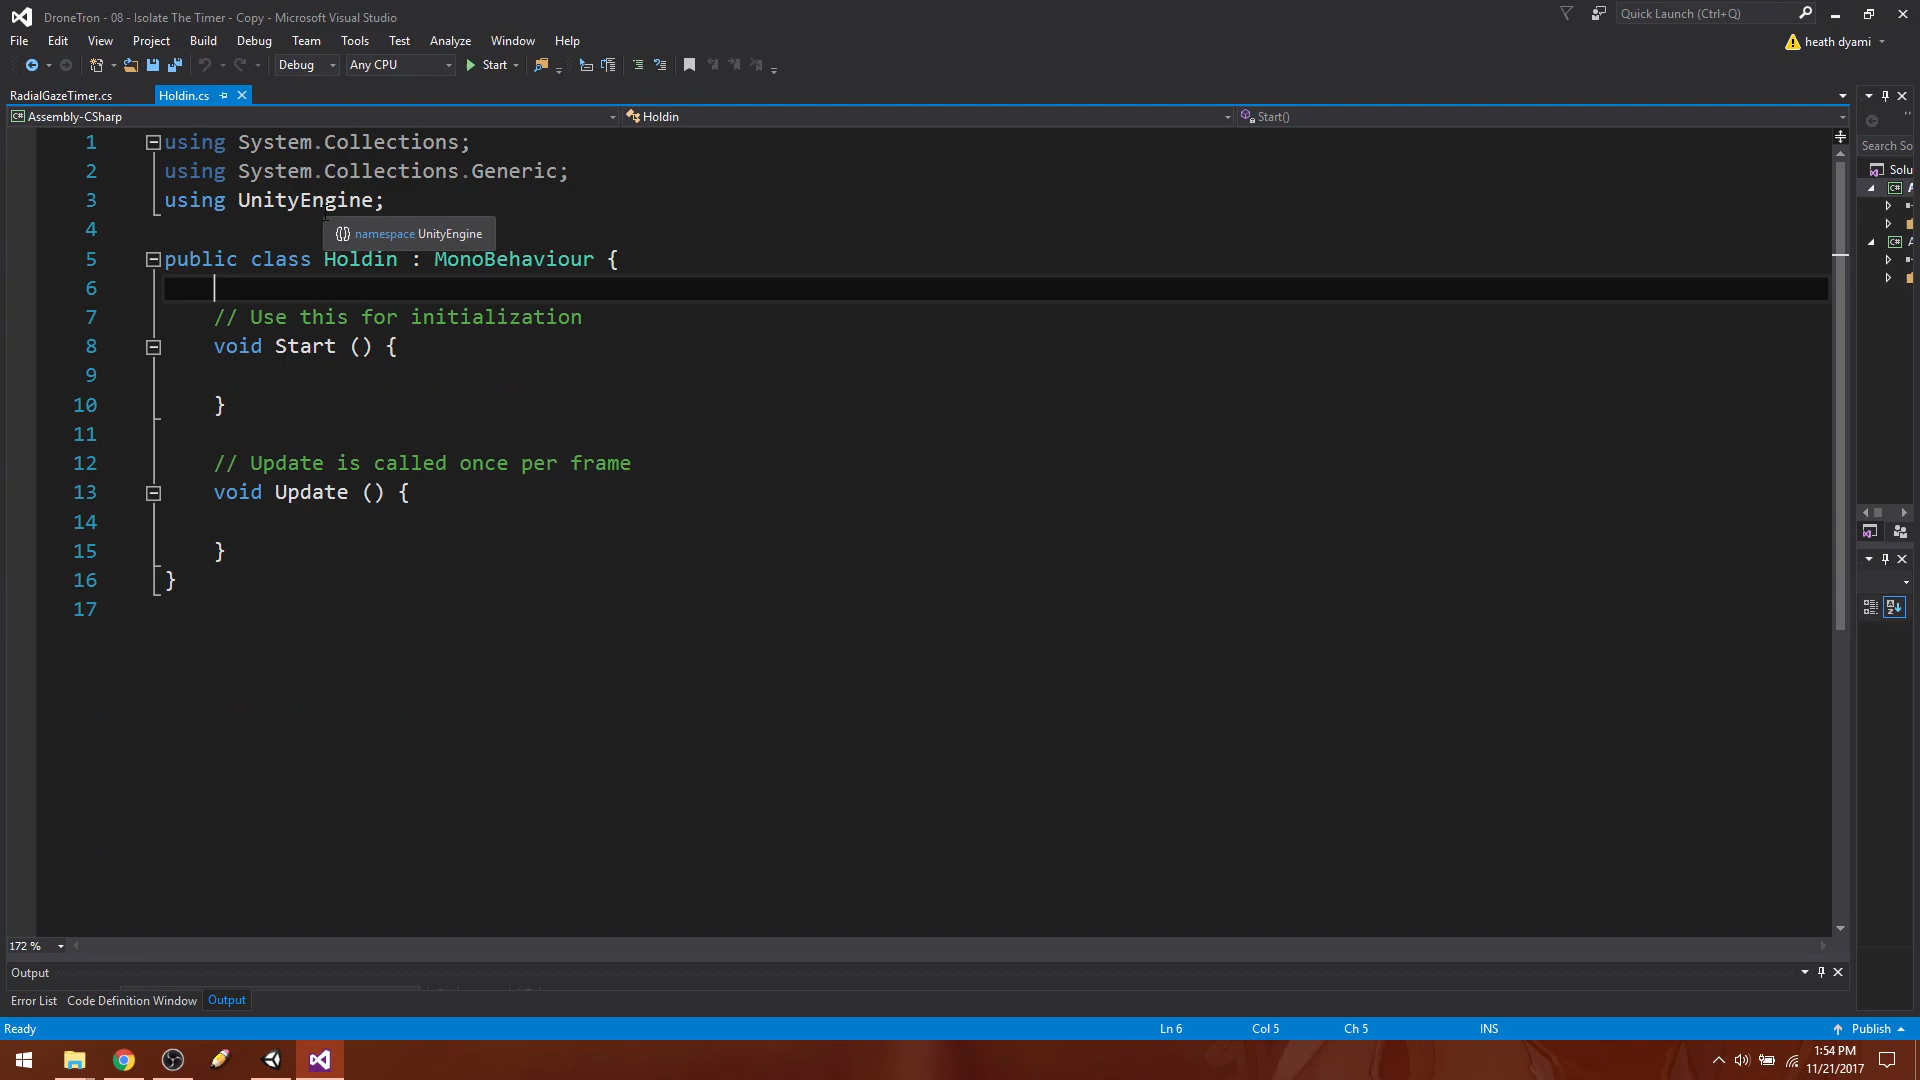 DroneTron - 08 - Isolate The Timer - Copy - Microsoft Visual Studio
Quick Launch (Ctrl+Q)
File Edit View Project Build Debug Team Tools Test Analyze Window Help
heath dyami
Debug Any CPU Start
RadialGazeTimer.cs Holdin.cs
Assembly-CSharp Holdin Start()
1 using System.Collections;
2 using System.Collections.Generic;
3 using UnityEngine;
4
{} namespace UnityEngine
5 public class Holdin : MonoBehaviour {
6
7 // Use this for initialization
8 void Start () {
9
10 }
11
12 // Update is called once per frame
13 void Update () {
14
15 }
16 }
17
Search So
Solu
172 %
Output
Error List Code Definition Window Output
Ready Ln 6 Col 5 Ch 5 INS Publish
1:54 PM
11/21/2017